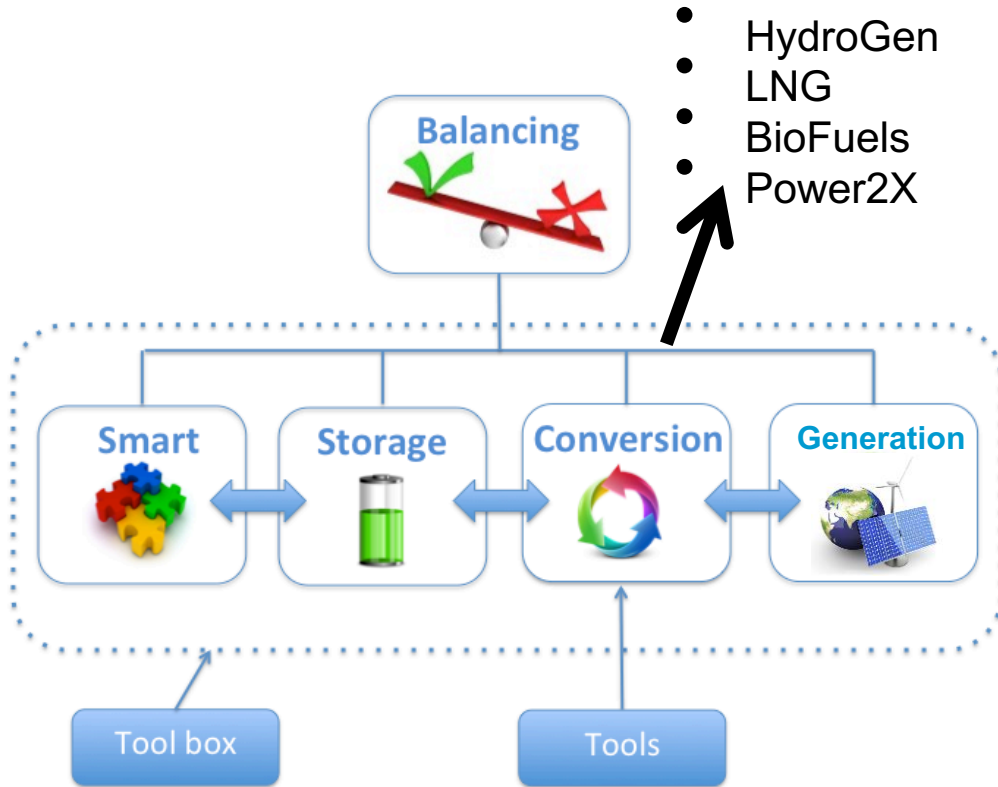 • HydroGen
• LNG
• BioFuels
• Power2X
Balancing
Smart
Storage
Conversion
Generation
Tool box
Tools